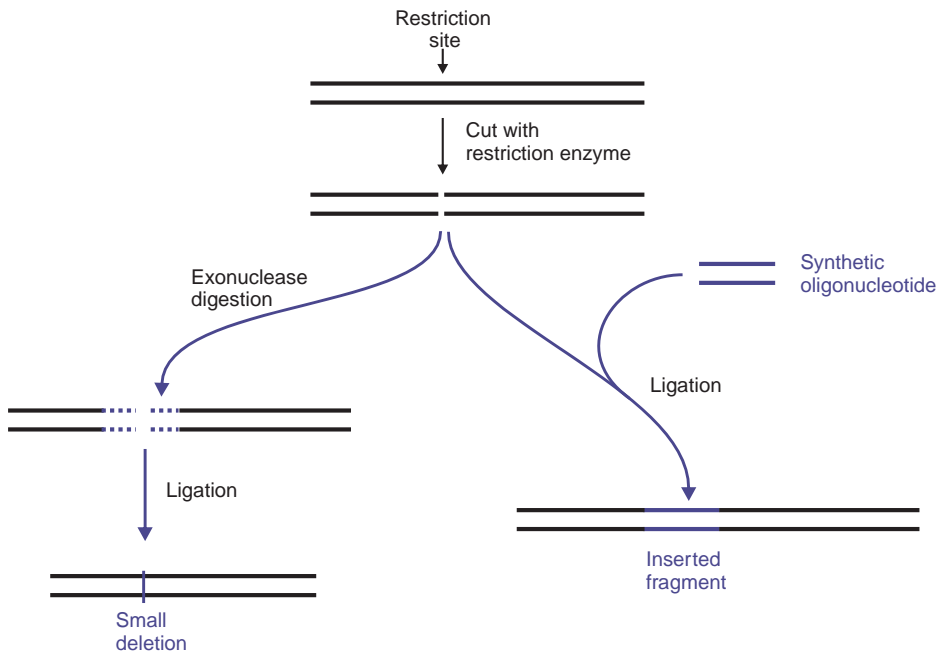 Restriction
site
Cut with
restriction enzyme
Exonuclease
digestion
Synthetic
oligonucleotide
Ligation
Ligation
Inserted
fragment
Small
deletion